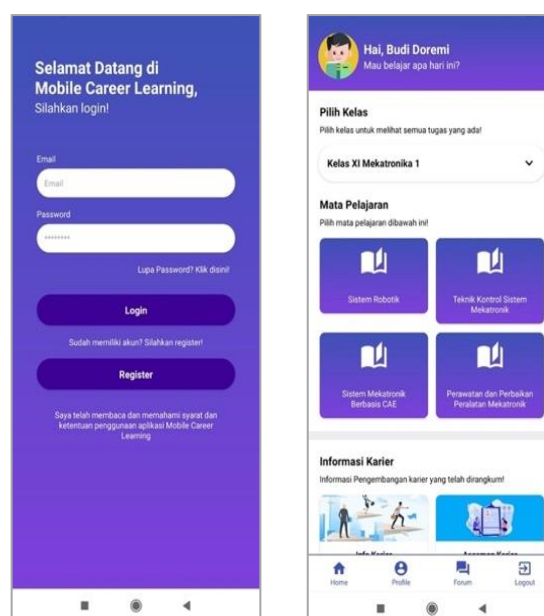 Selamat Datang di
Mobile Career Learning,
Silahkan login!
Email
Email
Password
********
Lupa Password? Klik disini!
Login
Sudah memiliki akun? Silahkan register!
Register
Saya telah membaca dan memahami syarat dan
ketentuan penggunaan aplikasi Mobile Career
Learning
Hai, Budi Doremi
Mau belajar apa hari ini?
Pilih Kelas
Pilih kelas untuk melihat semua tugas yang ada!
Kelas XI Mekatronika 1
Mata Pelajaran
Pilih mata pelajaran dibawah ini!
Sistem Robotik
Teknik Kontrol Sistem
Mekatronik
Sistem Mekatronik
Berbasis CAE
Perawatan dan Perbaikan
Peralatan Mekatronik
Informasi Karier
Informasi Pengembangan karier yang telah dirangkum!
Info Karier
Karier
Home
Profile
Forum
Logout